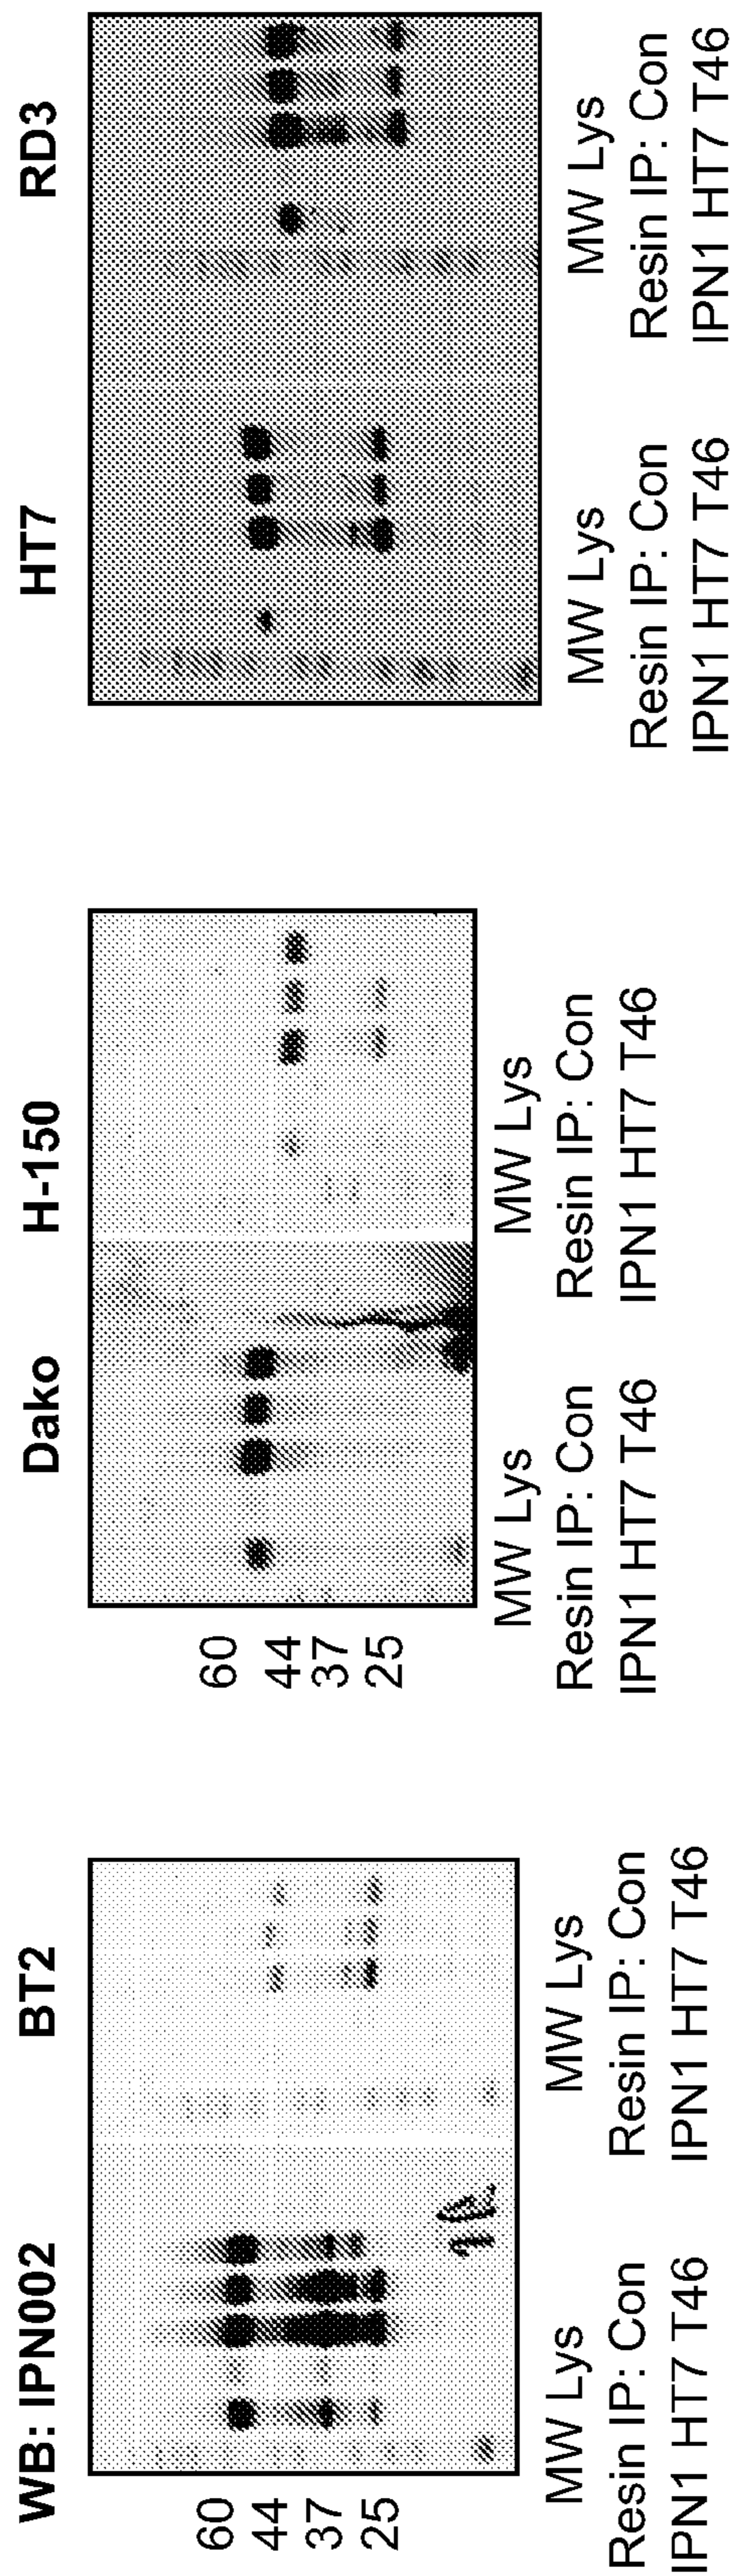 WB: IPN002
BT2
60
44
37
25
MW Lys
Resin IP: Con
IPN1 HT7 T46
MW Lys
Resin IP: Con
IPN1 HT7 T46
Dako
H-150
60
44
37
25
MW Lys
Resin IP: Con
IPN1 HT7 T46
MW Lys
Resin IP: Con
IPN1 HT7 T46
HT7
RD3
MW Lys
Resin IP: Con
IPN1 HT7 T46
MW Lys
Resin IP: Con
IPN1 HT7 T46